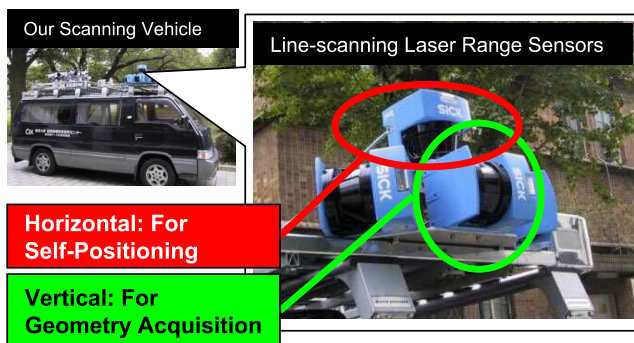 Our Scanning Vehicle
Line-scanning Laser Range Sensors
SICK
SICK
SICK
Horizontal: For
Self-Positioning
Vertical: For
Geometry Acquisition